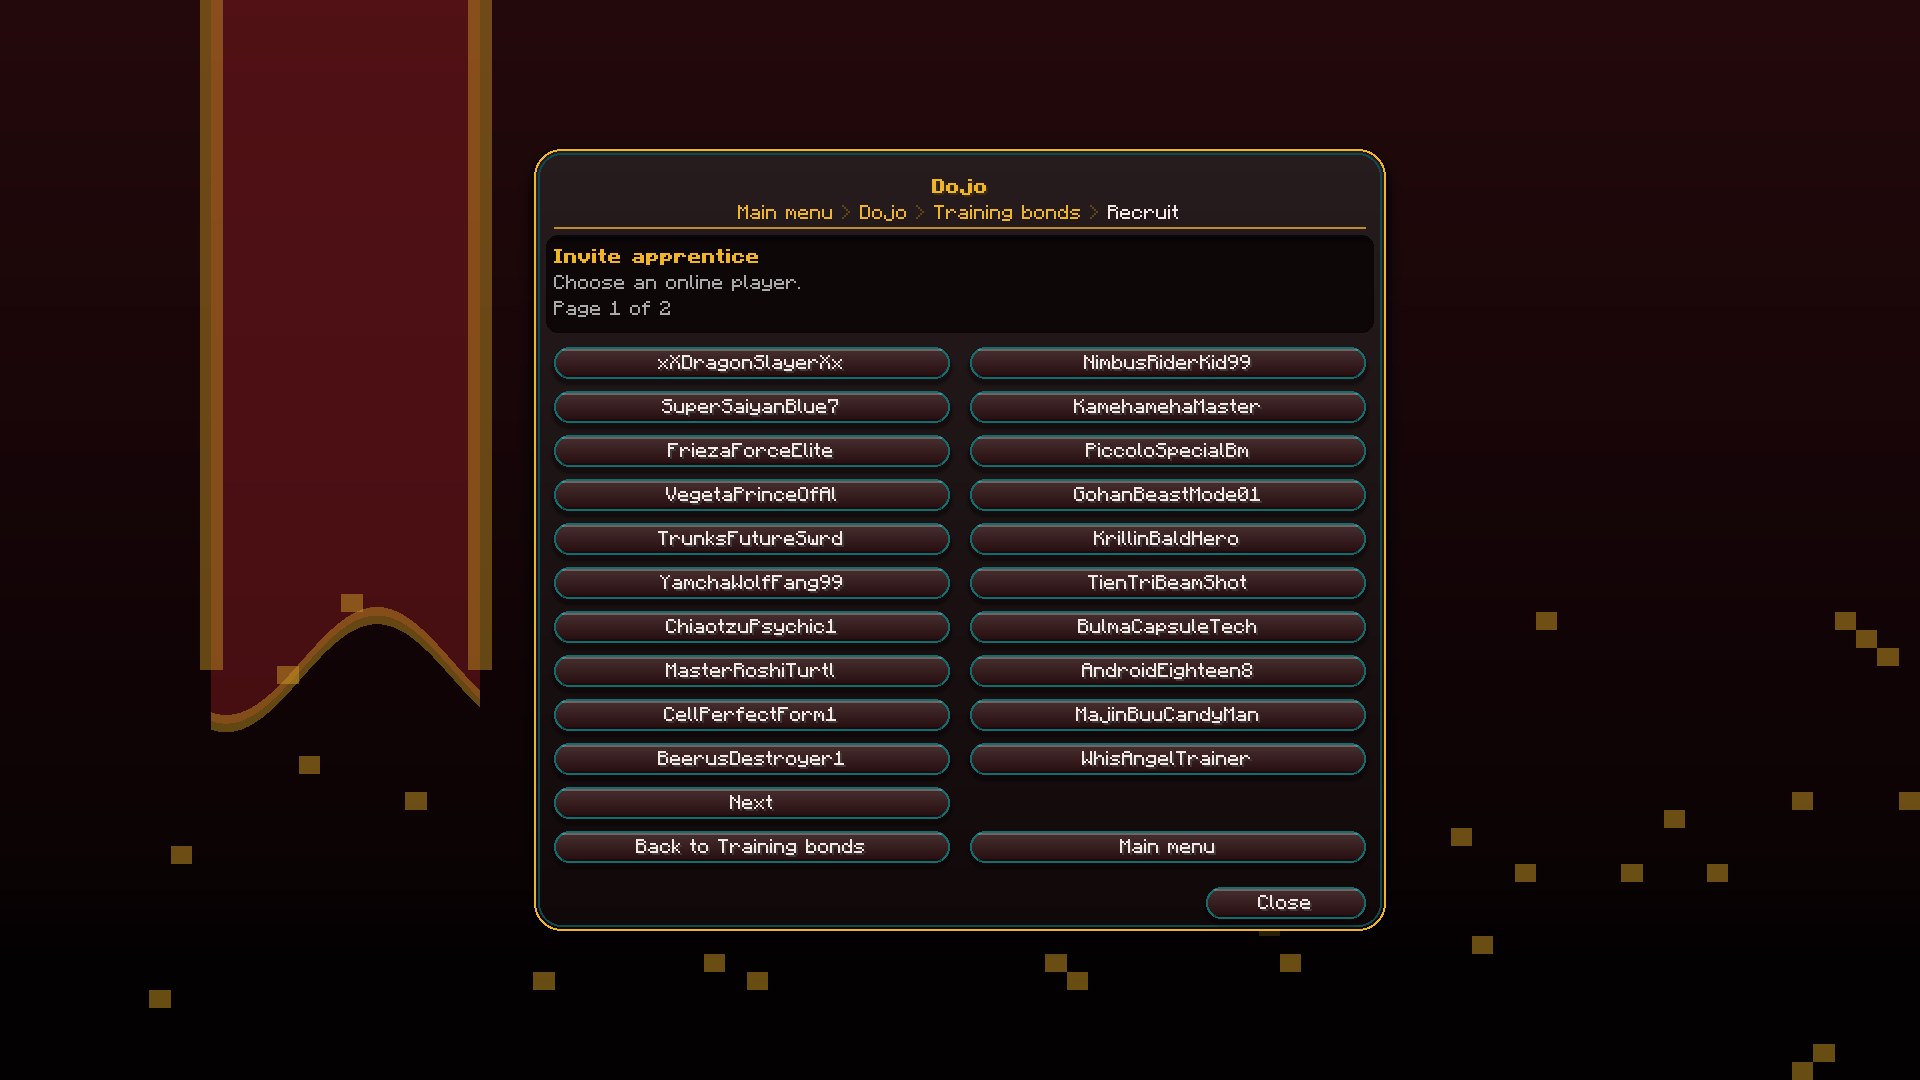 Dojo
Main menu > Dojo > Training bonds > Recruit
Invite apprentice
Choose an online player.
Page 1 of 2
xXDragonSlayerXx NimbusRiderKid99
SuperSaiyanBlue7 KamehamehaMaster
FriezaForceElite PiccoloSpecialBm
VegetaPrinceOfAl GohanBeastMode01
TrunksFutureSwrd KrillinBaldHero
YamchaWolfFang99 TienTriBeamShot
ChiaotzuPsychic1 BulmaCapsuleTech
MasterRoshiTurtl AndroidEighteen8
CellPerfectForm1 MajinBuuCandyMan
BeerusDestroyer1 WhisAngelTrainer
Next
Back to Training bonds Main menu
Close